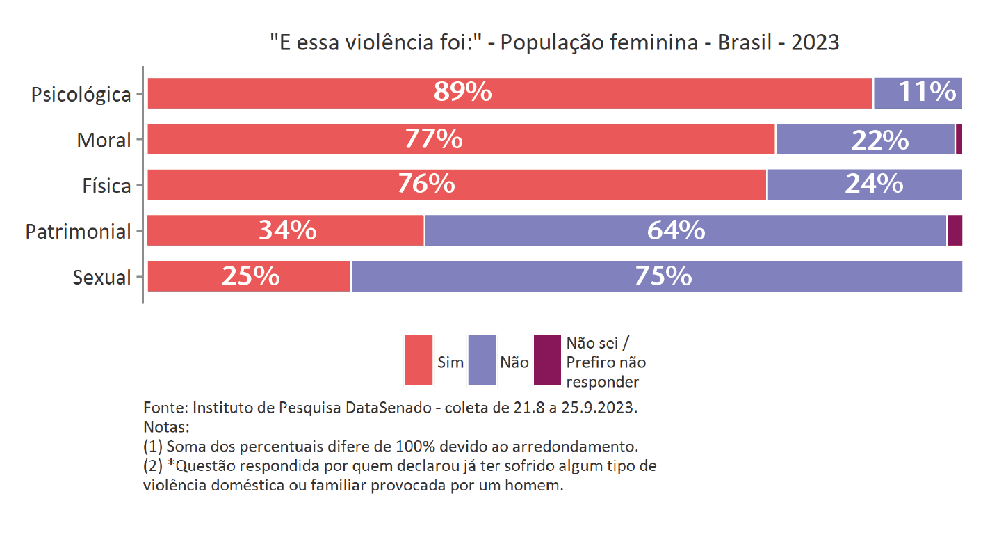 "E essa violência foi:" - População feminina - Brasil - 2023
Psicológica 89% 11%
Moral 77% 22%
Física 76% 24%
Patrimonial 34% 64%
Sexual 25% 75%
Sim Não Não sei /
Prefiro não
responder
Fonte: Instituto de Pesquisa DataSenado - coleta de 21.8 a 25.9.2023.
Notas:
(1) Soma dos percentuais difere de 100% devido ao arredondamento.
(2) *Questão respondida por quem declarou já ter sofrido algum tipo de
violência doméstica ou familiar provocada por um homem.